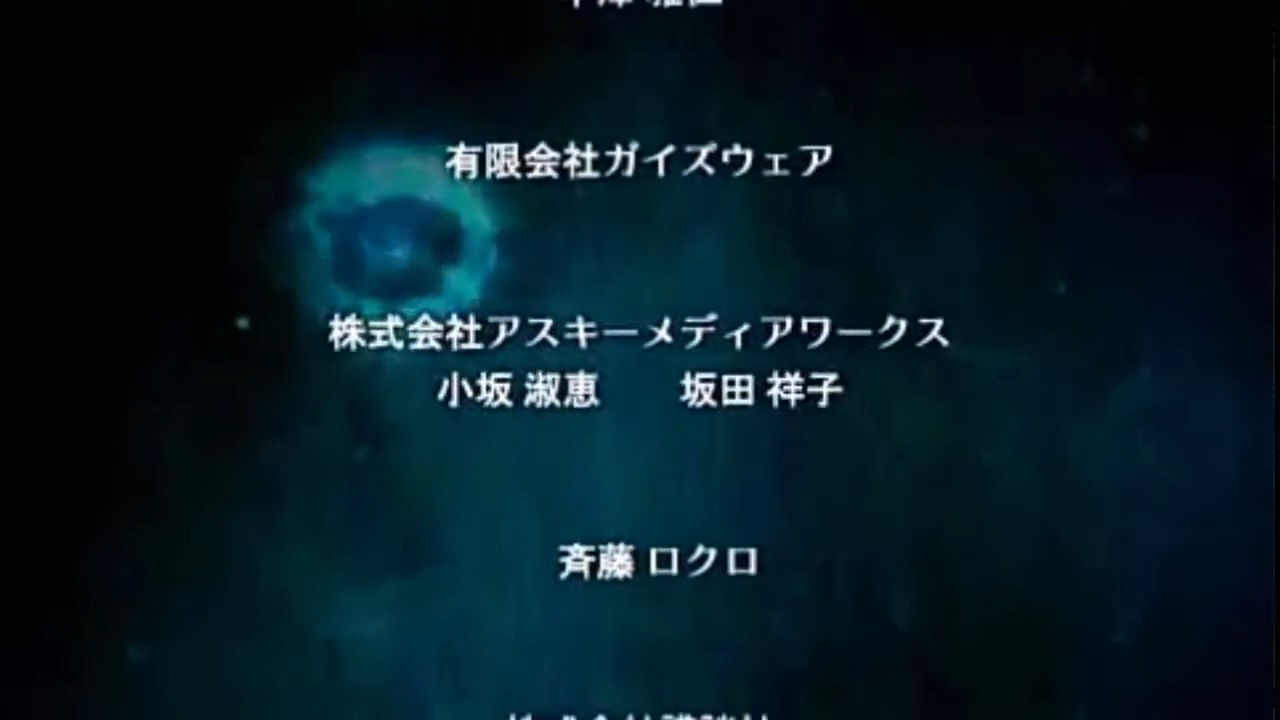 有限会社ガイズウェア
株式会社アスキーメディアワークス
小坂 淑恵　　坂田 祥子
斉藤 ロクロ